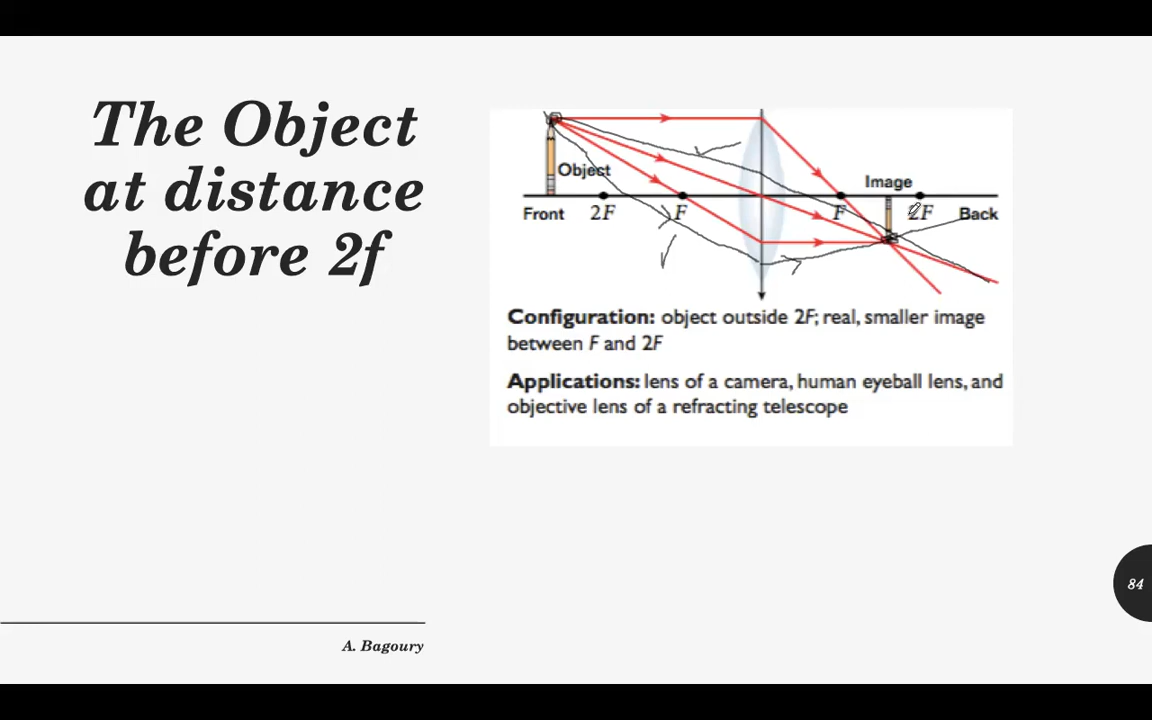 The Object
at distance
before 2f
Object
Image
Front 2F F F 2F Back
Configuration: object outside 2F; real, smaller image
between F and 2F
Applications: lens of a camera, human eyeball lens, and
objective lens of a refracting telescope
84
A. Bagoury